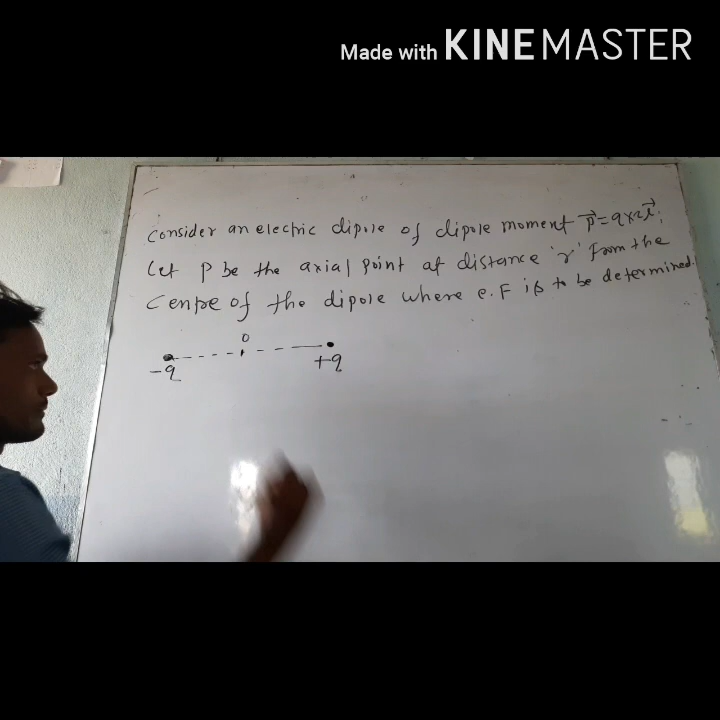 Made with KINEMASTER
Consider an electric dipole of dipole moment p⃗ = q×2l⃗,
Let p be the axial point at distance 'r' from the
Centre of the dipole where e.F is to be determined.
O
-q +q